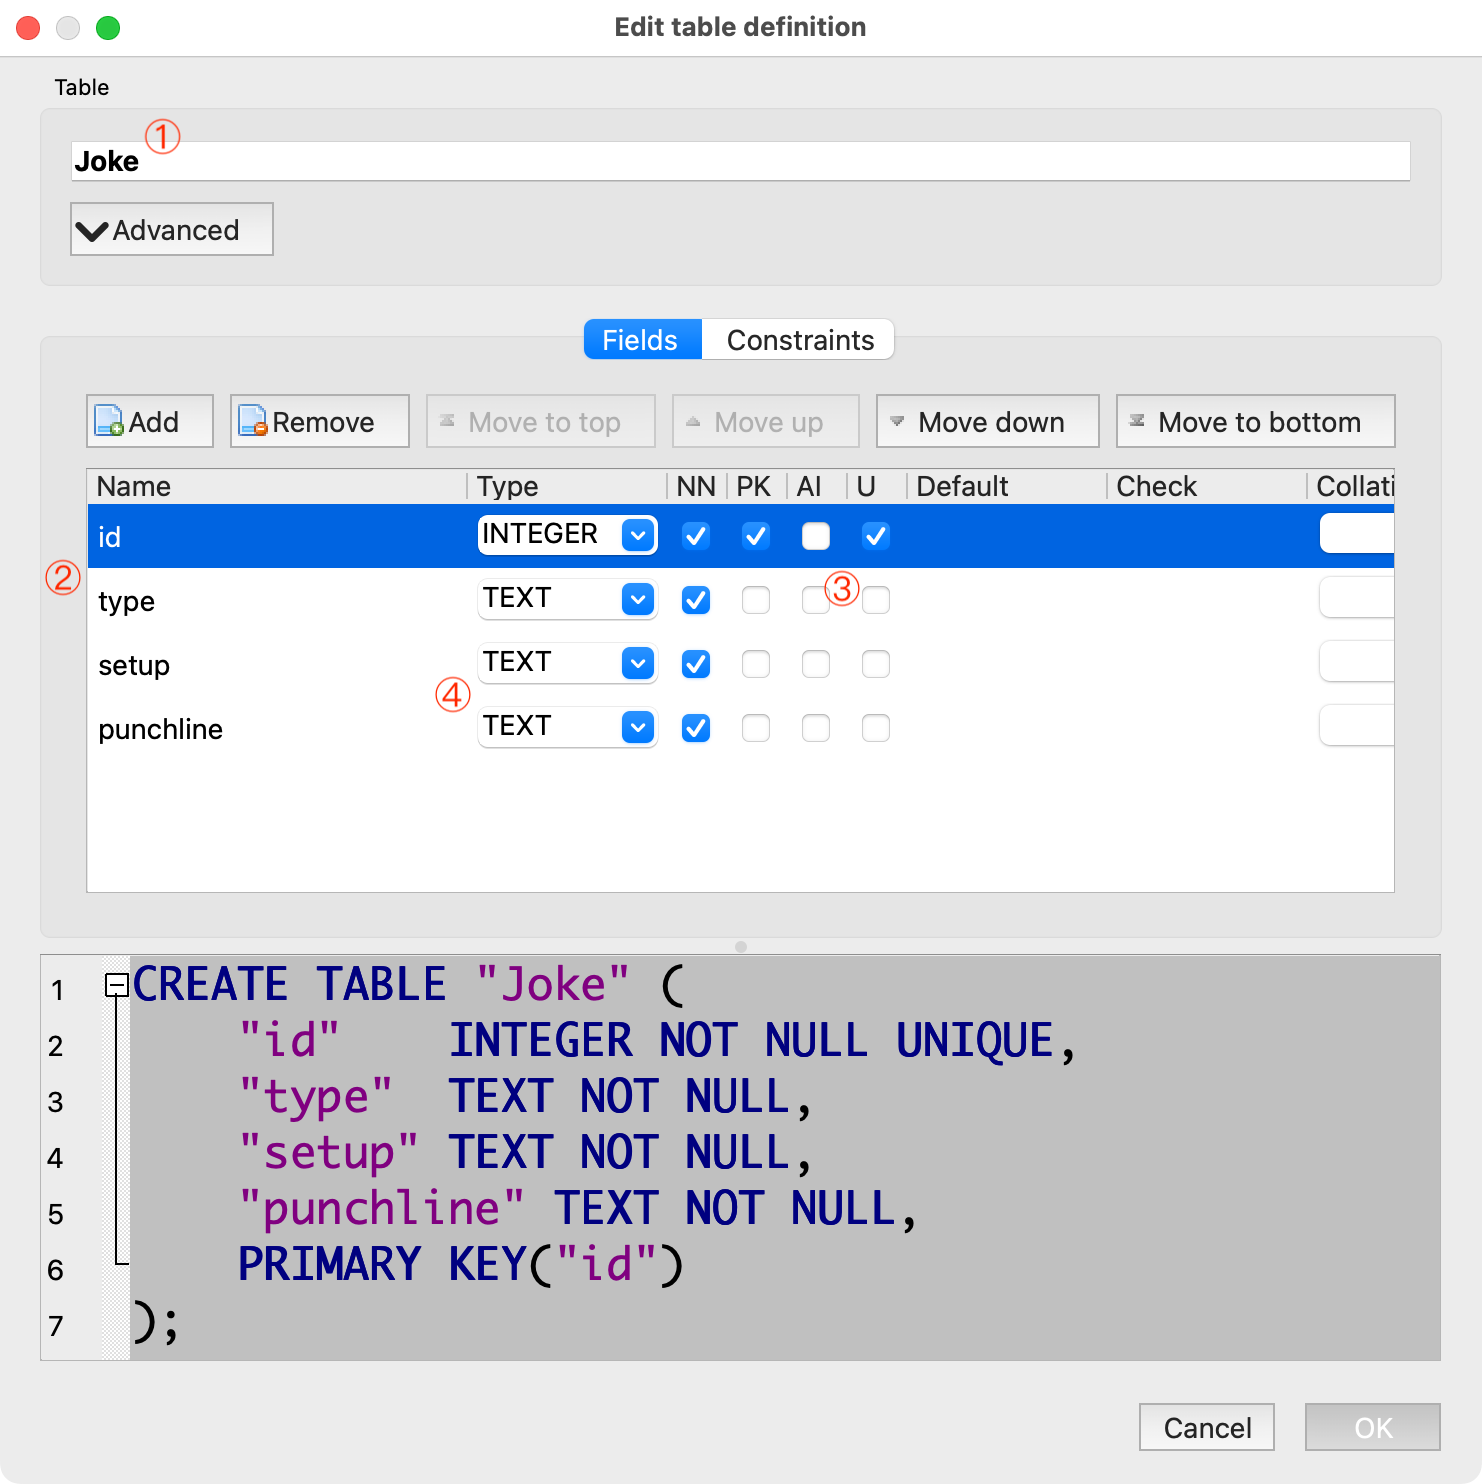 Edit table definition
Table
①
Joke
Advanced
Fields Constraints
Add Remove Move to top Move up Move down Move to bottom
Name Type NN PK AI U Default Check Collati
id INTEGER
②
③
type TEXT
setup TEXT
④
punchline TEXT
1 CREATE TABLE "Joke" (
2 "id" INTEGER NOT NULL UNIQUE,
3 "type" TEXT NOT NULL,
4 "setup" TEXT NOT NULL,
5 "punchline" TEXT NOT NULL,
6 PRIMARY KEY("id")
7 );
Cancel OK